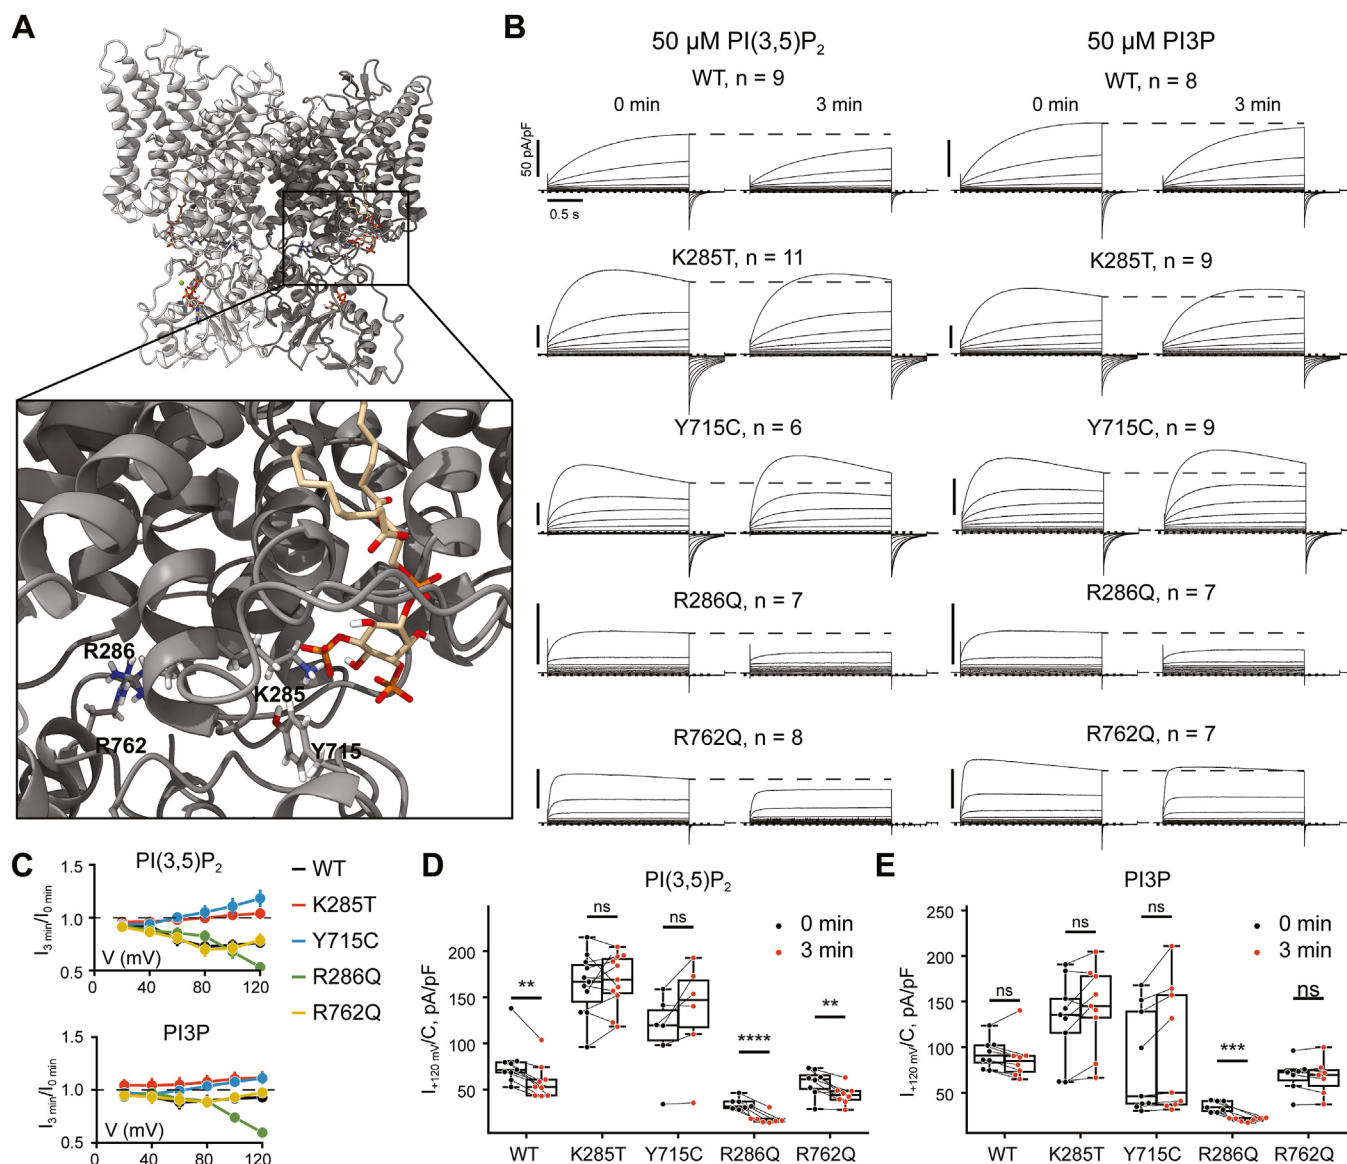 A
R286
K285
R762
Y715
B
50 µM PI(3,5)P2
50 µM PI3P
WT, n = 9
WT, n = 8
0 min
3 min
0 min
3 min
50 pA/pF
0.5 s
K285T, n = 11
K285T, n = 9
Y715C, n = 6
Y715C, n = 9
R286Q, n = 7
R286Q, n = 7
R762Q, n = 8
R762Q, n = 7
C
PI(3,5)P2
1.5
1.0
0.5
I3 min/I0 min
V (mV)
0
40
80
120
WT
K285T
Y715C
R286Q
R762Q
PI3P
1.5
1.0
0.5
I3 min/I0 min
V (mV)
0
40
80
120
D
PI(3,5)P2
I+120 mV/C, pA/pF
200
150
100
50
**
ns
ns
****
**
0 min
3 min
WT
K285T
Y715C
R286Q
R762Q
E
PI3P
I+120 mV/C, pA/pF
250
200
150
100
50
ns
ns
ns
***
ns
0 min
3 min
WT
K285T
Y715C
R286Q
R762Q